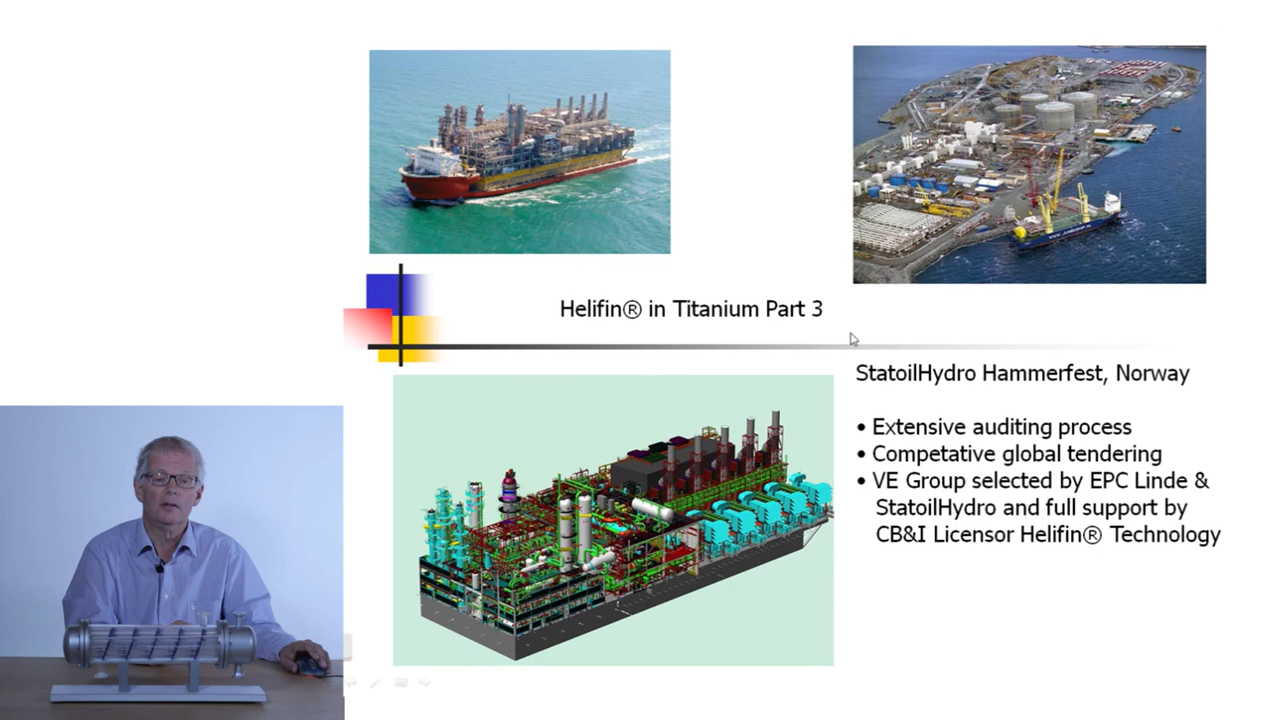 Helifin® in Titanium Part 3
StatoilHydro Hammerfest, Norway
• Extensive auditing process
• Competative global tendering
• VE Group selected by EPC Linde &
StatoilHydro and full support by
CB&I Licensor Helifin® Technology